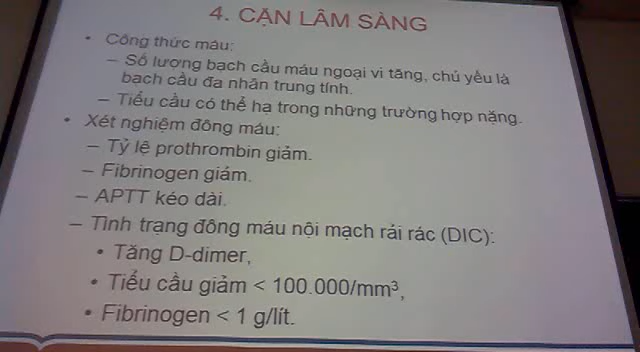 4. CẬN LÂM SÀNG
• Công thức máu:
– Số lượng bạch cầu máu ngoại vi tăng, chủ yếu là
bạch cầu đa nhân trung tính.
– Tiểu cầu có thể hạ trong những trường hợp nặng.
• Xét nghiệm đông máu:
– Tỷ lệ prothrombin giảm.
– Fibrinogen giảm.
– APTT kéo dài.
– Tình trạng đông máu nội mạch rải rác (DIC):
• Tăng D-dimer,
• Tiểu cầu giảm < 100.000/mm³,
• Fibrinogen < 1 g/lít.